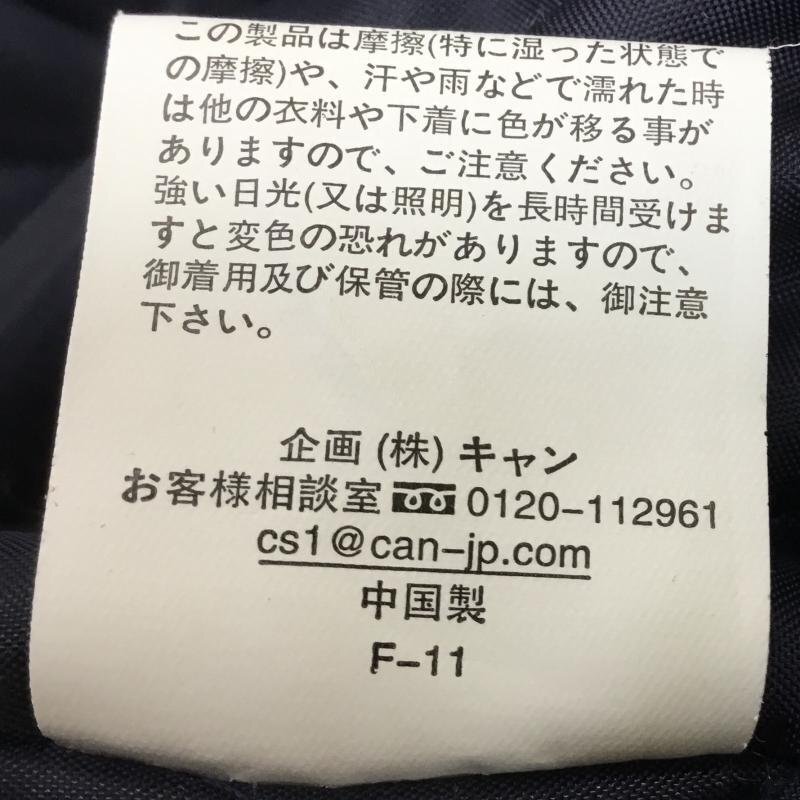 この製品は摩擦(特に湿った状態で
の摩擦)や、汗や雨などで濡れた時
は他の衣料や下着に色が移る事が
ありますので、ご注意ください。
強い日光(又は照明)を長時間受けま
すと変色の恐れがありますので、
御着用及び保管の際には、御注意
下さい。
企画(株)キャン
お客様相談室 0120-112961
cs1@can-jp.com
中国製
F-11